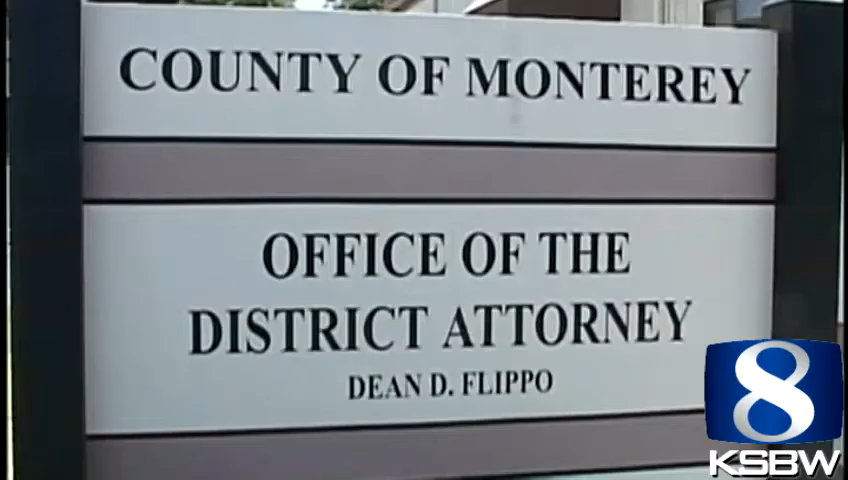 COUNTY OF MONTEREY
OFFICE OF THE
DISTRICT ATTORNEY
DEAN D. FLIPPO
8
KSBW